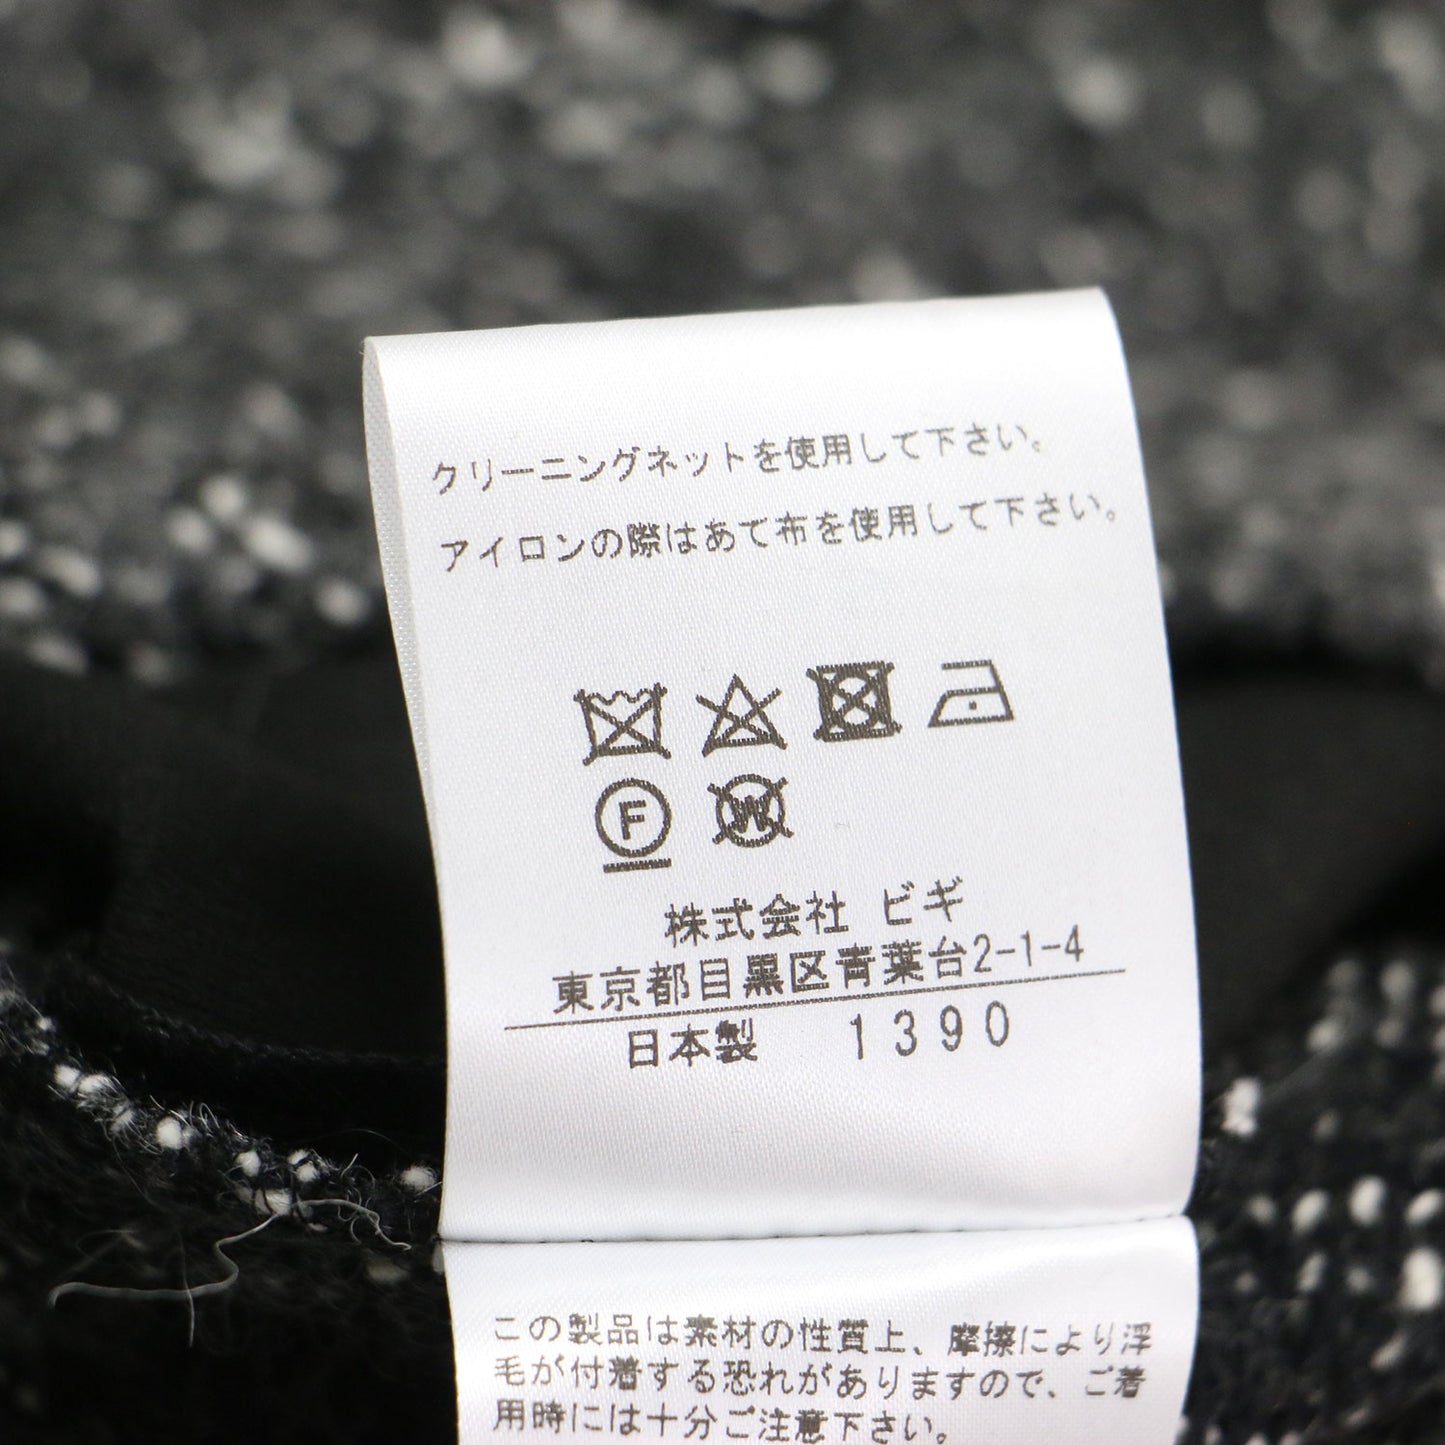 クリーニングネットを使用して下さい。
アイロンの際はあて布を使用して下さい。
F W
株式会社 ビギ
東京都目黒区青葉台2-1-4
日本製 1390
この製品は素材の性質上、摩擦により浮
毛が付着する恐れがありますので、ご着
用時には十分ご注意下さい。